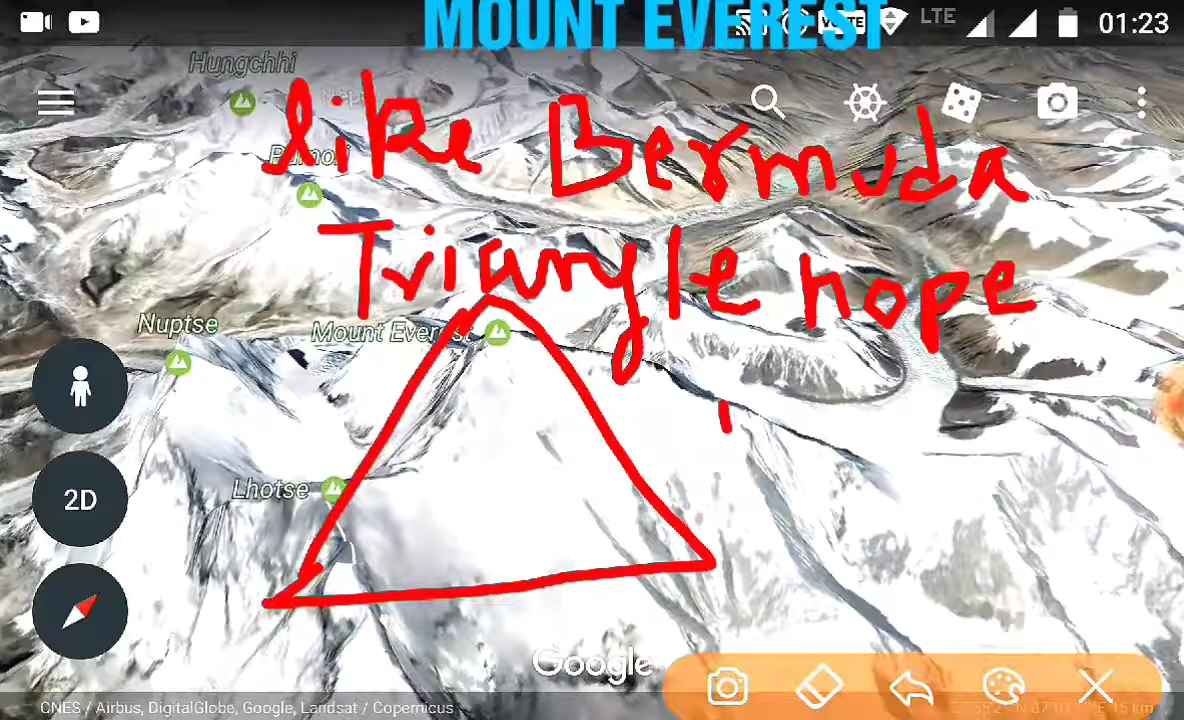 MOUNT EVEREST
LTE
01:23
Hungchhi
like Bermuda
Triangle hope
Nuptse
Mount Everest
Lhotse
2D
Google
CNES / Airbus, DigitalGlobe, Google, Landsat / Copernicus